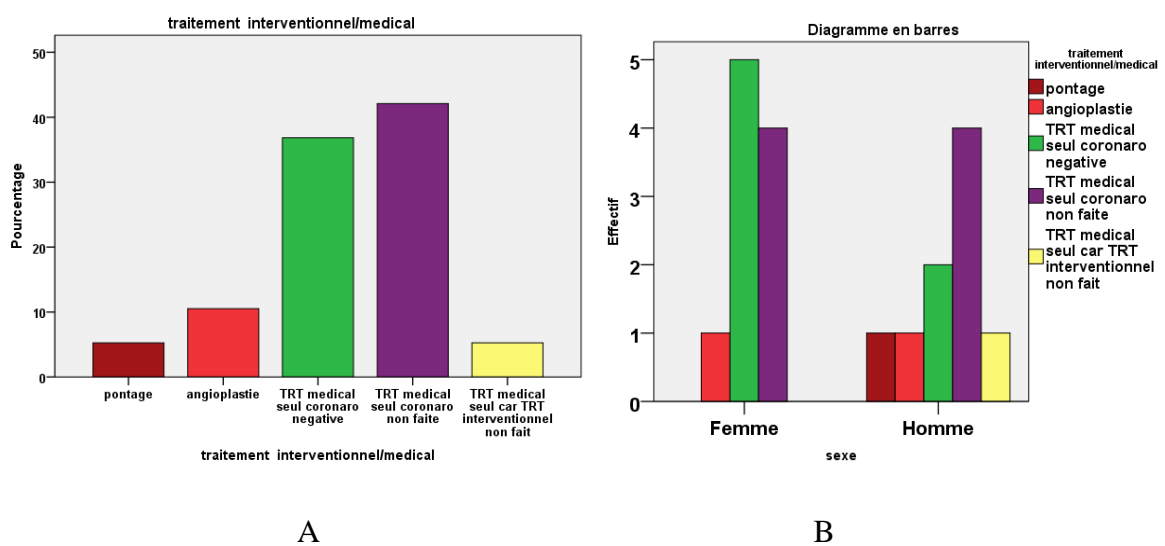 traitement interventionnel/medical
Pourcentage
50
40
30
20
10
0
pontage
angioplastie
TRT medical
seul coronaro
negative
TRT medical
seul coronaro
non faite
TRT medical
seul car TRT
interventionnel
non fait
traitement interventionnel/medical
A
Diagramme en barres
Effectif
5
4
3
2
1
0
Femme
Homme
sexe
traitement
interventionnel/medical
pontage
angioplastie
TRT medical
seul coronaro
negative
TRT medical
seul coronaro
non faite
TRT medical
seul car TRT
interventionnel
non fait
B